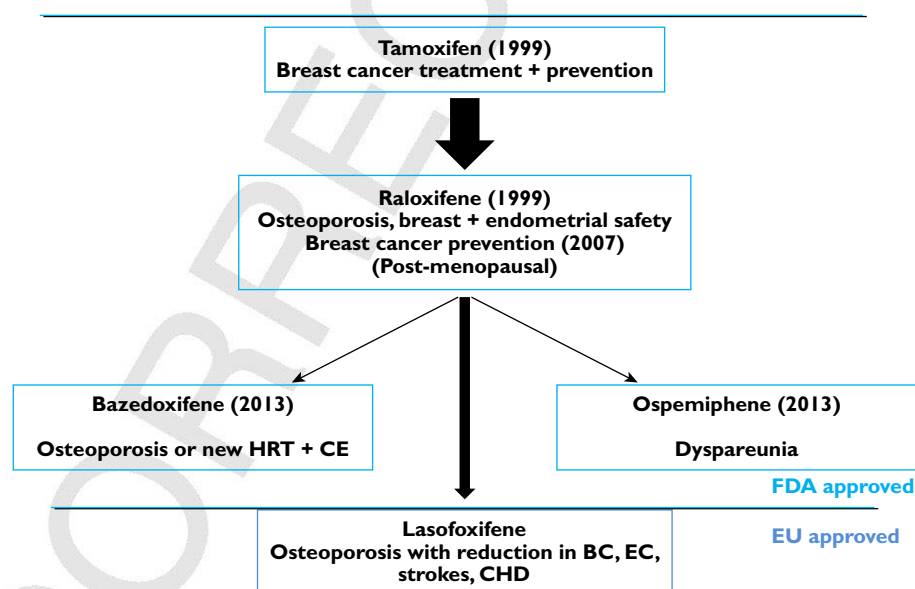 Tamoxifen (1999)
Breast cancer treatment + prevention
Raloxifene (1999)
Osteoporosis, breast + endometrial safety
Breast cancer prevention (2007)
(Post-menopausal)
Bazedoxifene (2013)
Osteoporosis or new HRT + CE
Ospemiphene (2013)
Dyspareunia
FDA approved
EU approved
Lasofoxifene
Osteoporosis with reduction in BC, EC,
strokes, CHD